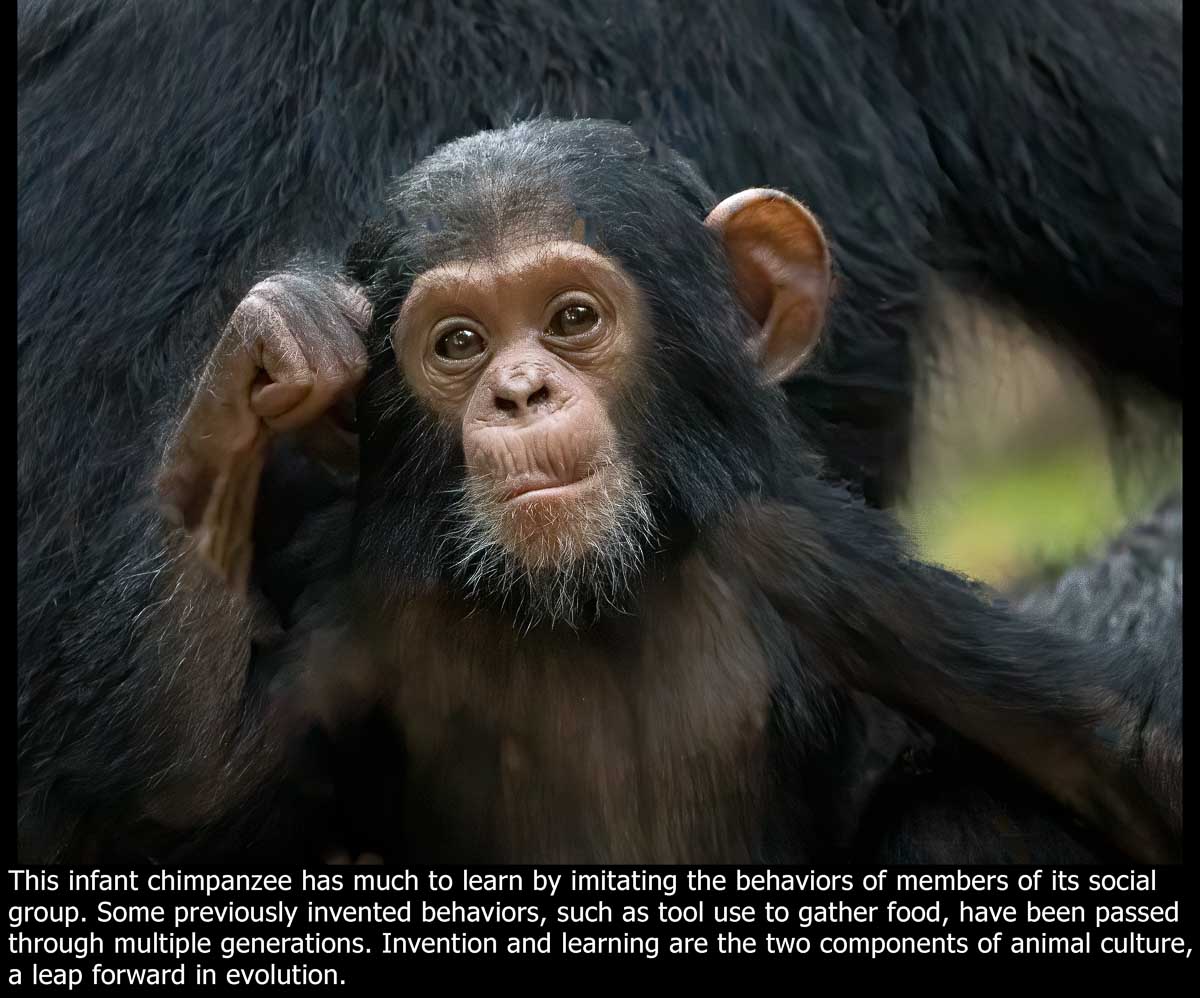 This infant chimpanzee has much to learn by imitating the behaviors of members of its social
group. Some previously invented behaviors, such as tool use to gather food, have been passed
through multiple generations. Invention and learning are the two components of animal culture,
a leap forward in evolution.